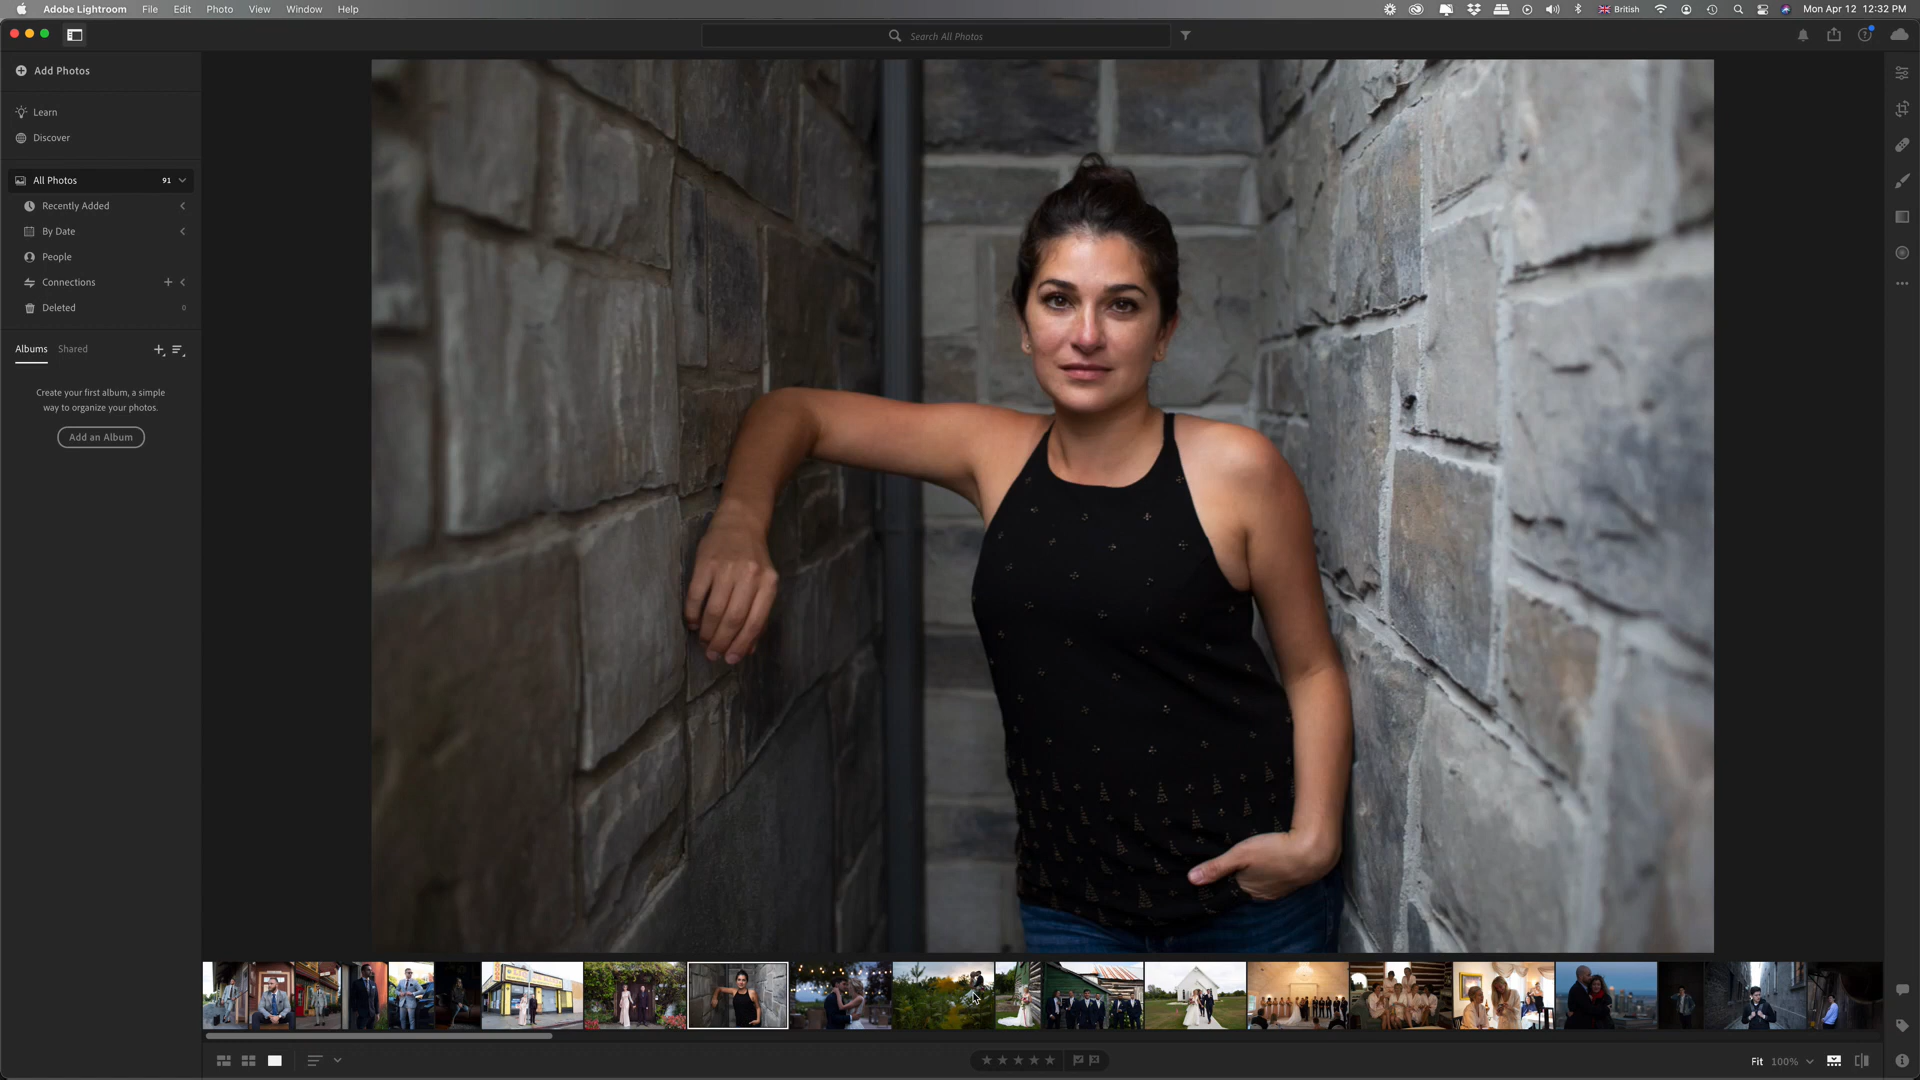 Adobe Lightroom File Edit Photo View Window Help
British Mon Apr 12 12:32 PM
Search All Photos
Add Photos
Learn
Discover
All Photos 91
Recently Added
By Date
People
Connections
Deleted 0
Albums Shared
Create your first album, a simple
way to organize your photos.
Add an Album
Fit 100%